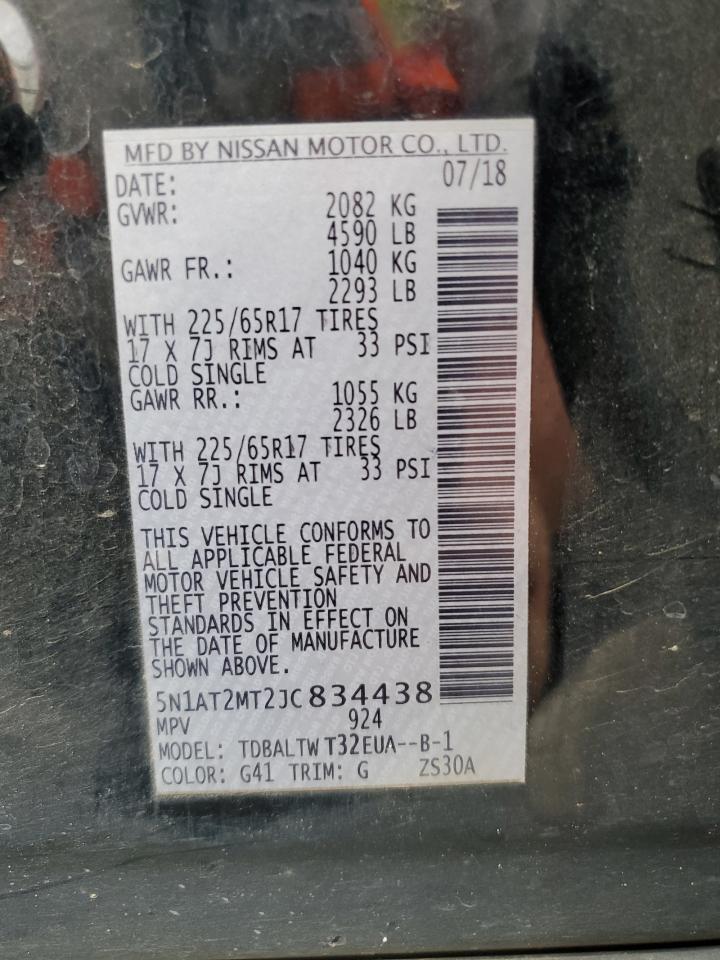 MFD BY NISSAN MOTOR CO., LTD.
DATE: 07/18
GVWR: 2082 KG
4590 LB
GAWR FR.: 1040 KG
2293 LB
WITH 225/65R17 TIRES
17 X 7J RIMS AT 33 PSI
COLD SINGLE
GAWR RR.: 1055 KG
2326 LB
WITH 225/65R17 TIRES
17 X 7J RIMS AT 33 PSI
COLD SINGLE
THIS VEHICLE CONFORMS TO
ALL APPLICABLE FEDERAL
MOTOR VEHICLE SAFETY AND
THEFT PREVENTION
STANDARDS IN EFFECT ON
THE DATE OF MANUFACTURE
SHOWN ABOVE.
5N1AT2MT2JC834438
MPV 924
MODEL: TDBALTWT32EUA--B-1
COLOR: G41 TRIM: G ZS30A